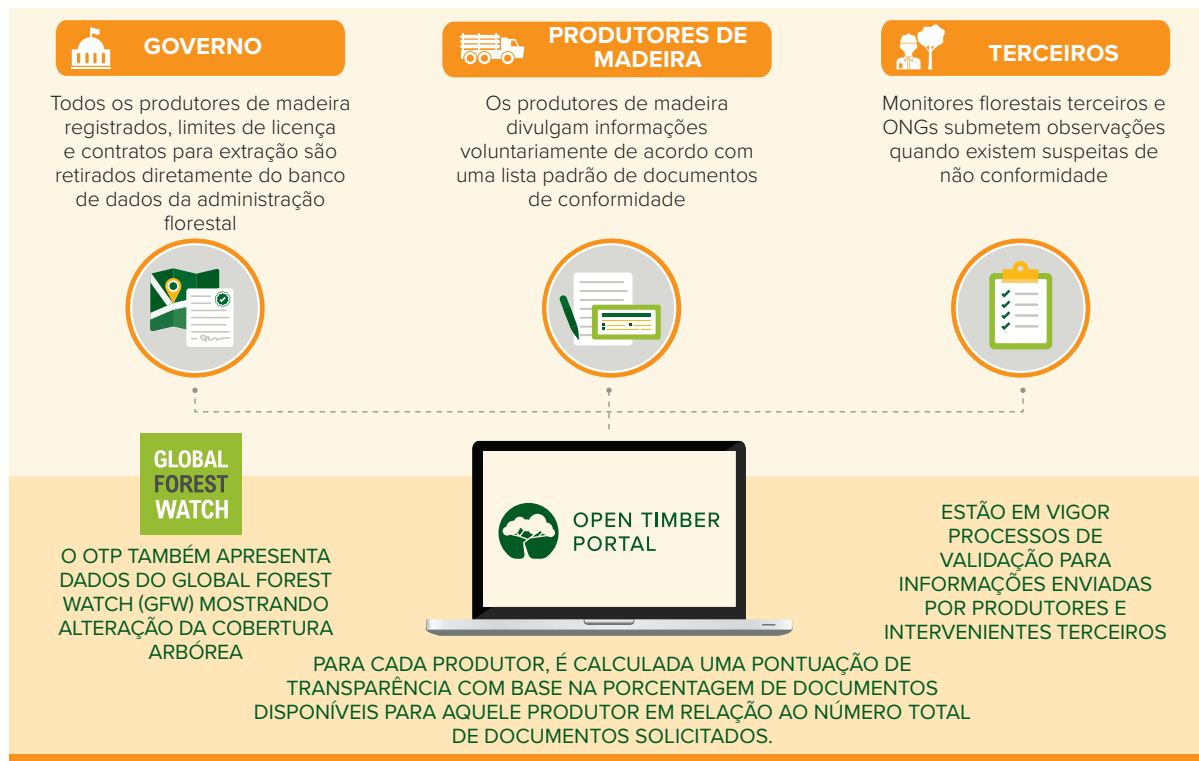 GOVERNO
Todos os produtores de madeira
registrados, limites de licença
e contratos para extração são
retirados diretamente do banco
de dados da administração
florestal
PRODUTORES DE
MADEIRA
Os produtores de madeira
divulgam informações
voluntariamente de acordo com
uma lista padrão de documentos
de conformidade
TERCEIROS
Monitores florestais terceiros e
ONGs submetem observações
quando existem suspeitas de
não conformidade
GLOBAL
FOREST
WATCH
O OTP TAMBÉM APRESENTA
DADOS DO GLOBAL FOREST
WATCH (GFW) MOSTRANDO
ALTERAÇÃO DA COBERTURA
ARBÓREA
OPEN TIMBER
PORTAL
ESTÃO EM VIGOR
PROCESSOS DE
VALIDAÇÃO PARA
INFORMAÇÕES ENVIADAS
POR PRODUTORES E
INTERVENIENTES TERCEIROS
PARA CADA PRODUTOR, É CALCULADA UMA PONTUAÇÃO DE
TRANSPARÊNCIA COM BASE NA PORCENTAGEM DE DOCUMENTOS
DISPONÍVEIS PARA AQUELE PRODUTOR EM RELAÇÃO AO NÚMERO TOTAL
DE DOCUMENTOS SOLICITADOS.